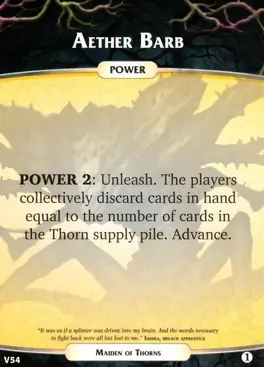 AETHER BARB
POWER
POWER 2: Unleash. The players
collectively discard cards in hand
equal to the number of cards in
the Thorn supply pile. Advance.
"It was as if a splinter was driven into my brain. And the words necessary
to fight back were all but lost to me." INDIRA, BREACH APPRENTICE
MAIDEN OF THORNS
V54
1